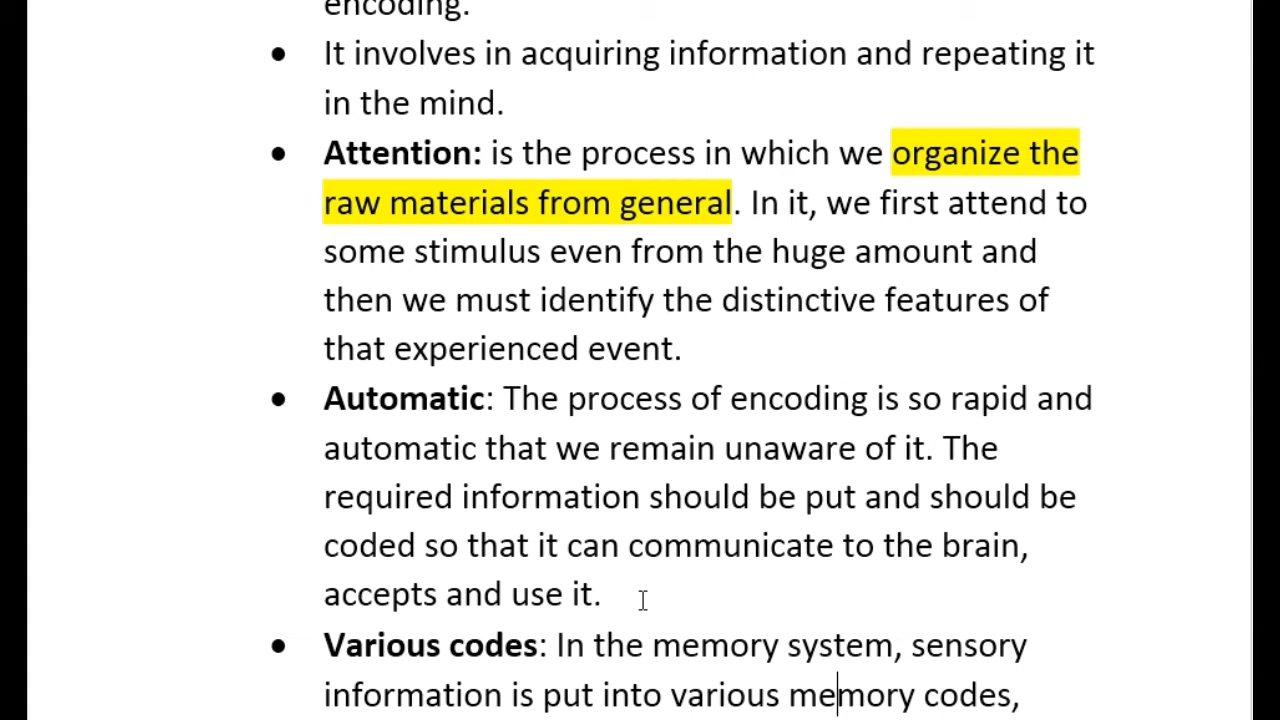 encoding.
• It involves in acquiring information and repeating it
in the mind.
• Attention: is the process in which we organize the
raw materials from general. In it, we first attend to
some stimulus even from the huge amount and
then we must identify the distinctive features of
that experienced event.
• Automatic: The process of encoding is so rapid and
automatic that we remain unaware of it. The
required information should be put and should be
coded so that it can communicate to the brain,
accepts and use it.
• Various codes: In the memory system, sensory
information is put into various memory codes,